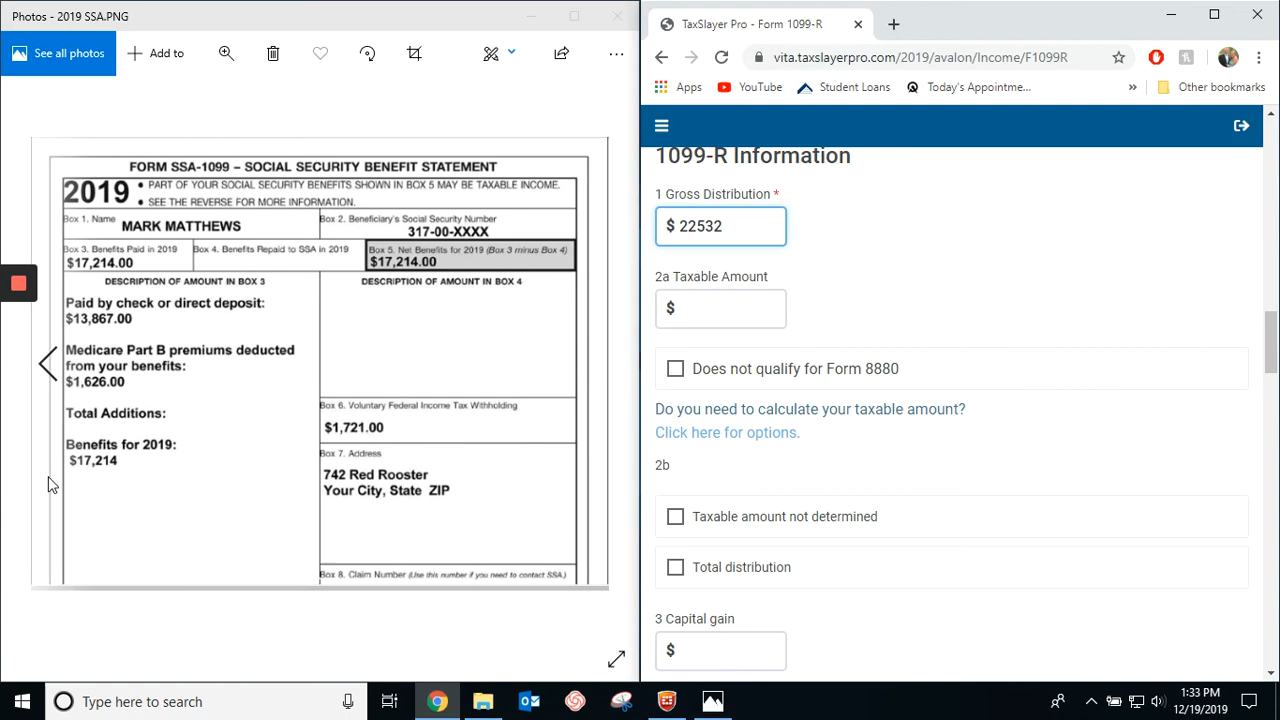 Photos - 2019 SSA.PNG
See all photos
Add to
FORM SSA-1099 – SOCIAL SECURITY BENEFIT STATEMENT
2019
• PART OF YOUR SOCIAL SECURITY BENEFITS SHOWN IN BOX 5 MAY BE TAXABLE INCOME.
• SEE THE REVERSE FOR MORE INFORMATION.
Box 1. Name
MARK MATTHEWS
Box 2. Beneficiary's Social Security Number
317-00-XXXX
Box 3. Benefits Paid in 2019
$17,214.00
Box 4. Benefits Repaid to SSA in 2019
Box 5. Net Benefits for 2019 (Box 3 minus Box 4)
$17,214.00
DESCRIPTION OF AMOUNT IN BOX 3
DESCRIPTION OF AMOUNT IN BOX 4
Paid by check or direct deposit:
$13,867.00
Medicare Part B premiums deducted
from your benefits:
$1,626.00
Total Additions:
Benefits for 2019:
$17,214
Box 6. Voluntary Federal Income Tax Withholding
$1,721.00
Box 7. Address
742 Red Rooster
Your City, State ZIP
Box 8. Claim Number (Use this number if you need to contact SSA.)
TaxSlayer Pro - Form 1099-R
vita.taxslayerpro.com/2019/avalon/Income/F1099R
Apps
YouTube
Student Loans
Today's Appointme...
»
Other bookmarks
1099-R Information
1 Gross Distribution *
$ 22532
2a Taxable Amount
$
Does not qualify for Form 8880
Do you need to calculate your taxable amount?
Click here for options.
2b
Taxable amount not determined
Total distribution
3 Capital gain
$
Type here to search
1:33 PM
12/19/2019